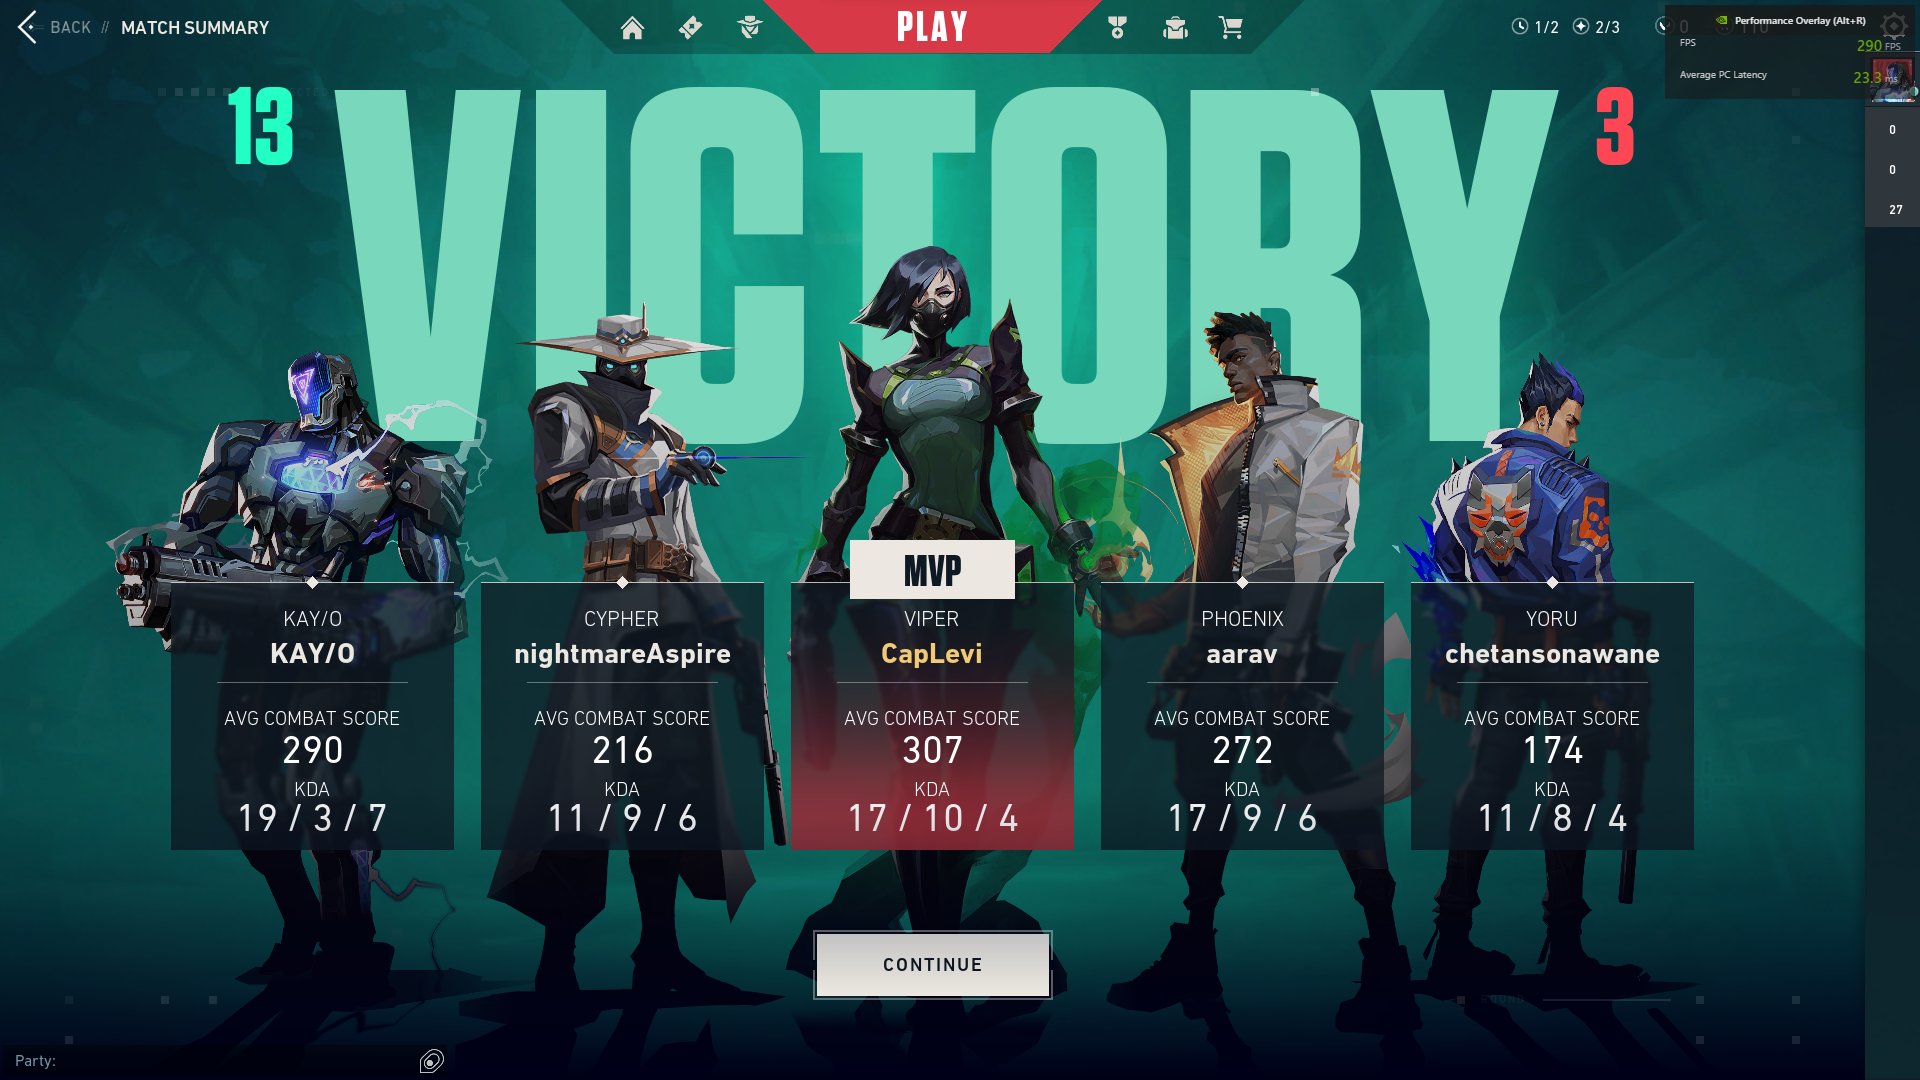 BACK // MATCH SUMMARY
PLAY
1/2 2/3 0 110
Performance Overlay (Alt+R)
FPS 290 FPS
Average PC Latency 23.3 ms
13 VICTORY 3
0
0
27
MVP
KAY/O
KAY/O
AVG COMBAT SCORE
290
KDA
19 / 3 / 7
CYPHER
nightmareAspire
AVG COMBAT SCORE
216
KDA
11 / 9 / 6
VIPER
CapLevi
AVG COMBAT SCORE
307
KDA
17 / 10 / 4
PHOENIX
aarav
AVG COMBAT SCORE
272
KDA
17 / 9 / 6
YORU
chetansonawane
AVG COMBAT SCORE
174
KDA
11 / 8 / 4
CONTINUE
ROUND
Party: